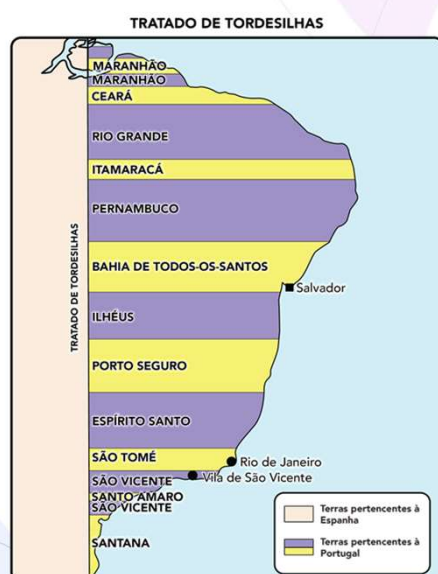 TRATADO DE TORDESILHAS
MARANHÃO
MARANHÃO
CEARÁ
RIO GRANDE
ITAMARACÁ
PERNAMBUCO
TRATADO DE TORDESILHAS
BAHIA DE TODOS-OS-SANTOS
Salvador
ILHÉUS
PORTO SEGURO
ESPÍRITO SANTO
SÃO TOMÉ
Rio de Janeiro
SÃO VICENTE
Vila de São Vicente
SANTO AMARO
SÃO VICENTE
SANTANA
Terras pertencentes à
Espanha
Terras pertencentes à
Portugal